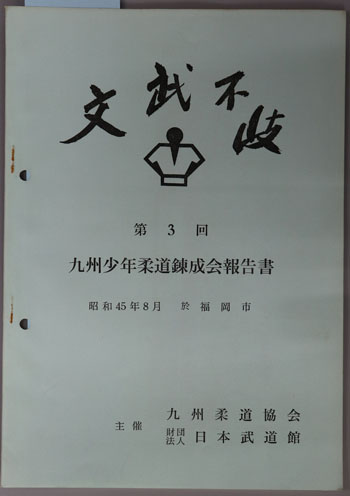 文武不岐
第3回
九州少年柔道錬成会報告書
昭和45年8月 於 福岡市
主催
九州柔道協会
財団法人 日本武道館